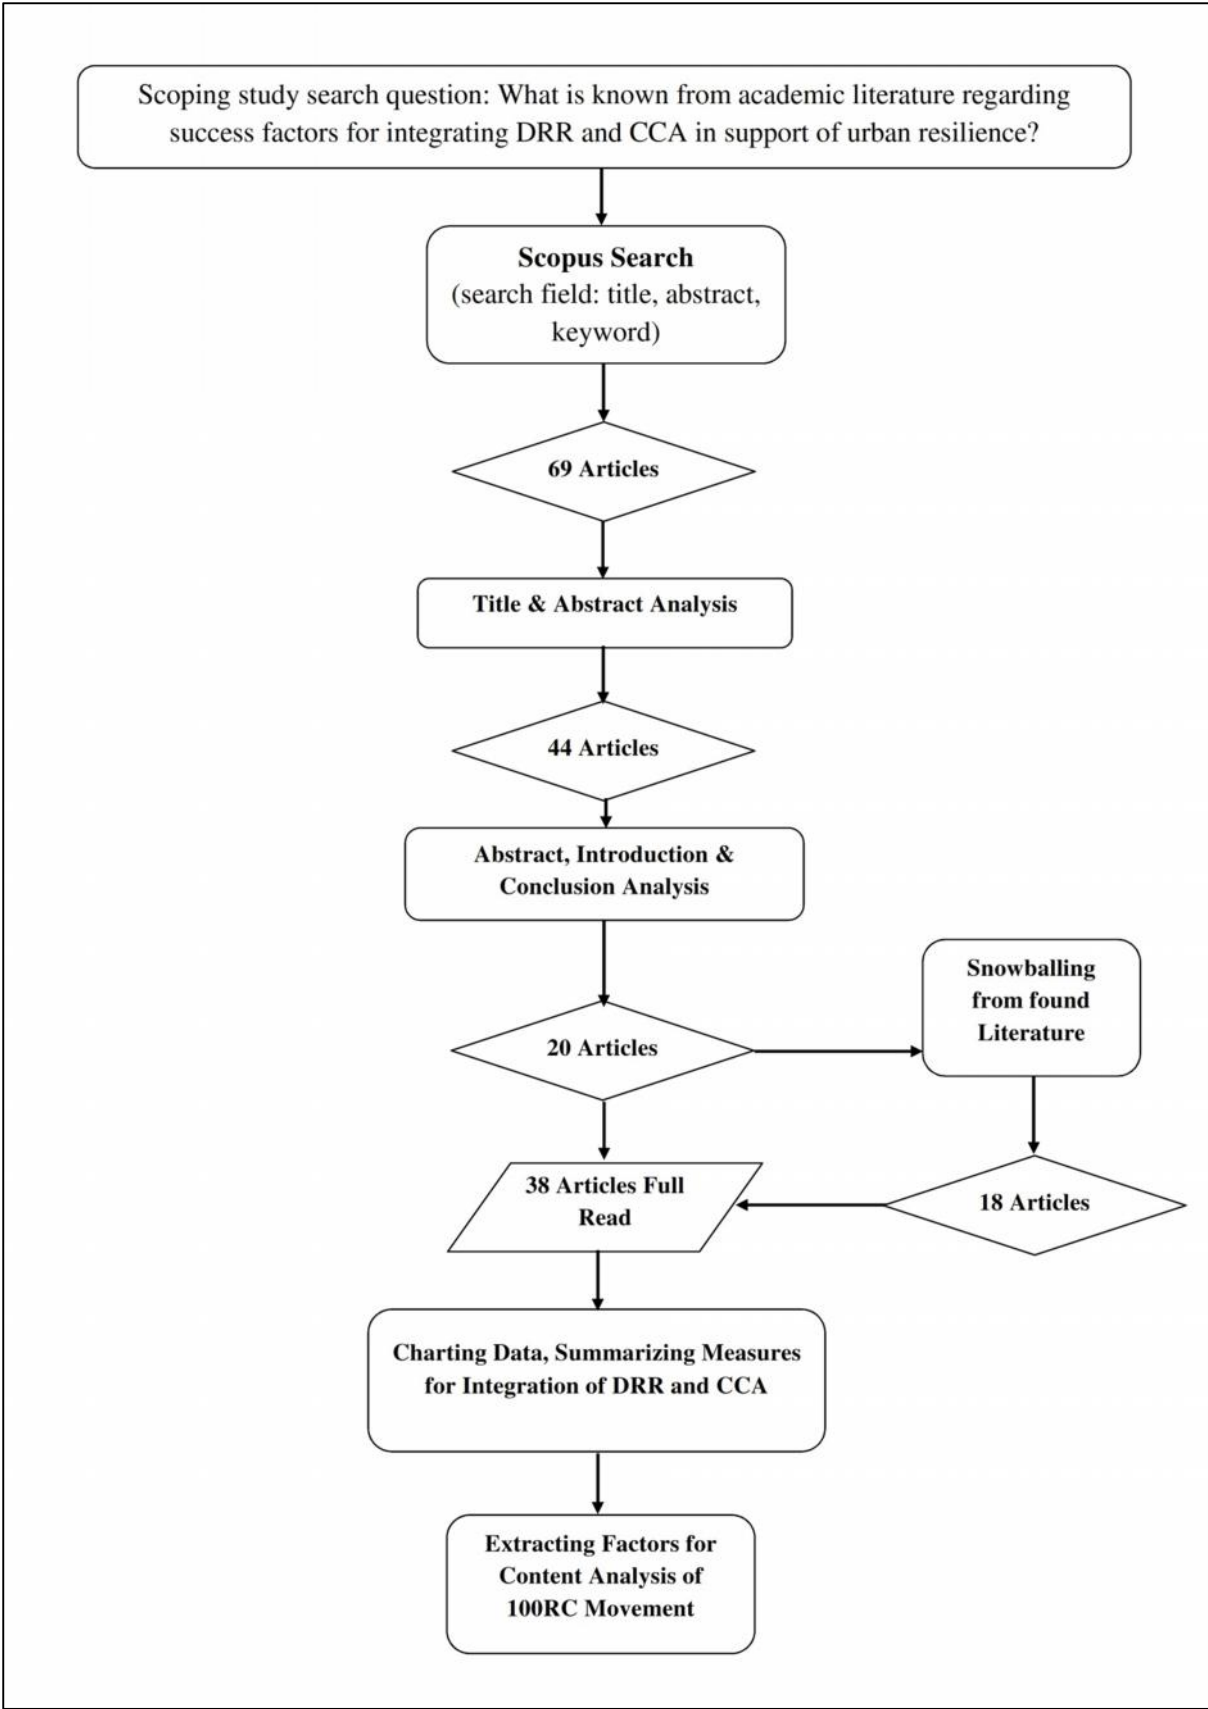 Scoping study search question: What is known from academic literature regarding
success factors for integrating DRR and CCA in support of urban resilience?
Scopus Search
(search field: title, abstract,
keyword)
69 Articles
Title & Abstract Analysis
44 Articles
Abstract, Introduction &
Conclusion Analysis
20 Articles
Snowballing
from found
Literature
18 Articles
38 Articles Full
Read
Charting Data, Summarizing Measures
for Integration of DRR and CCA
Extracting Factors for
Content Analysis of
100RC Movement